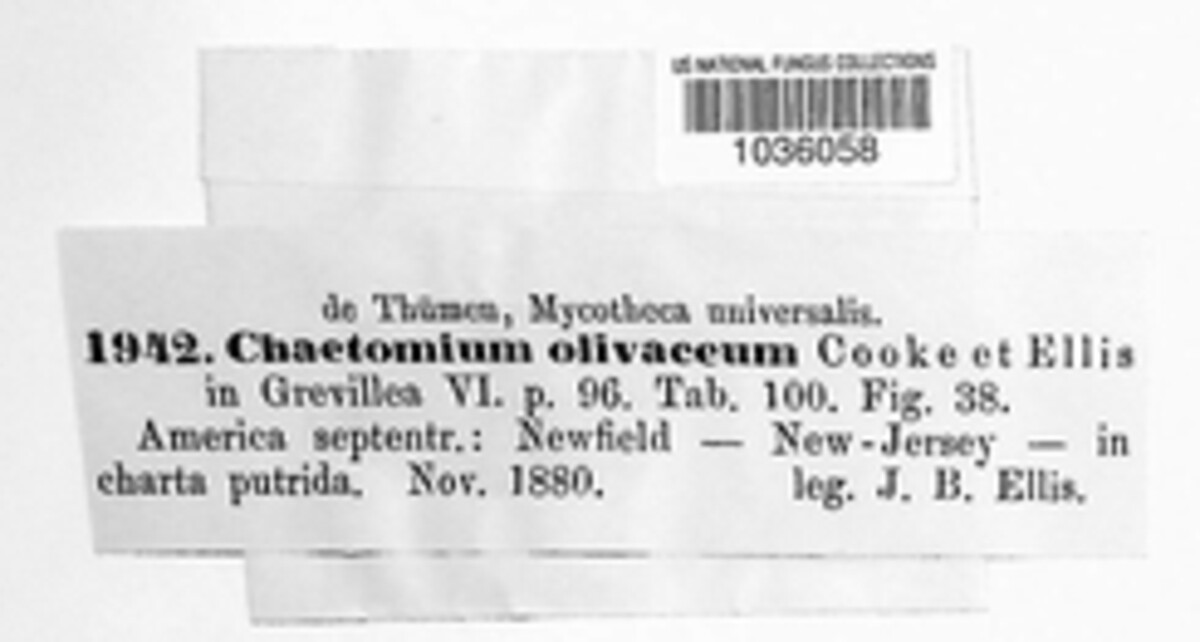 US NATIONAL FUNGUS COLLECTIONS
1036058
de Thümen, Mycotheca universalis.
1942. Chaetomium olivaceum Cooke et Ellis
in Grevillea VI. p. 96. Tab. 100. Fig. 38.
America septentr.: Newfield — New-Jersey — in
charta putrida. Nov. 1880. leg. J. B. Ellis.